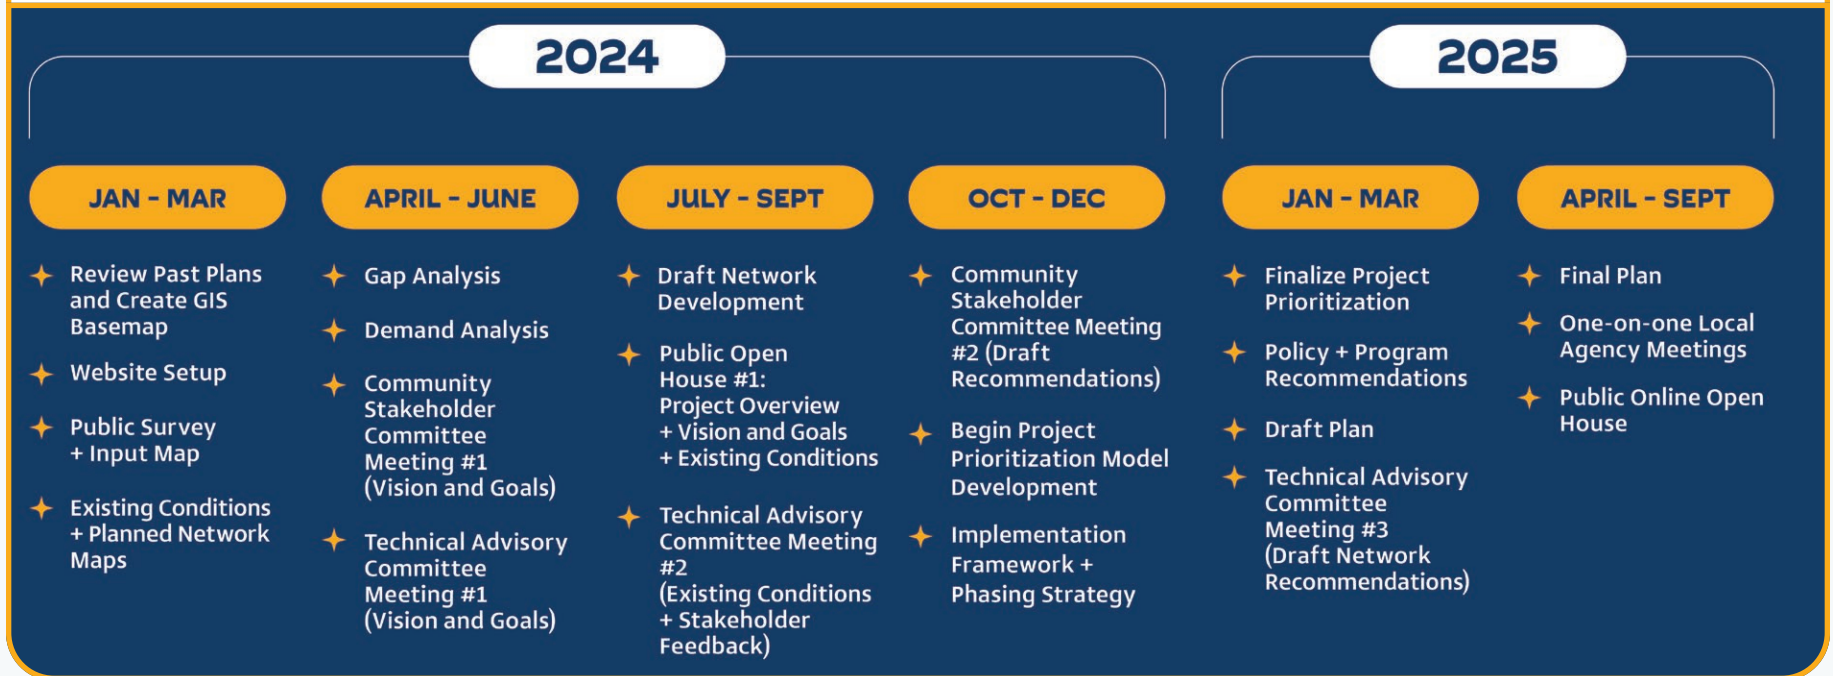 2024
2025
JAN - MAR
Review Past Plans
and Create GIS
Basemap
Website Setup
Public Survey
+ Input Map
Existing Conditions
+ Planned Network
Maps
APRIL - JUNE
Gap Analysis
Demand Analysis
Community
Stakeholder
Committee
Meeting #1
(Vision and Goals)
Technical Advisory
Committee
Meeting #1
(Vision and Goals)
JULY - SEPT
Draft Network
Development
Public Open
House #1:
Project Overview
+ Vision and Goals
+ Existing Conditions
Technical Advisory
Committee Meeting
#2
(Existing Conditions
+ Stakeholder
Feedback)
OCT - DEC
Community
Stakeholder
Committee Meeting
#2 (Draft
Recommendations)
Begin Project
Prioritization Model
Development
Implementation
Framework +
Phasing Strategy
JAN - MAR
Finalize Project
Prioritization
Policy + Program
Recommendations
Draft Plan
Technical Advisory
Committee
Meeting #3
(Draft Network
Recommendations)
APRIL - SEPT
Final Plan
One-on-one Local
Agency Meetings
Public Online Open
House